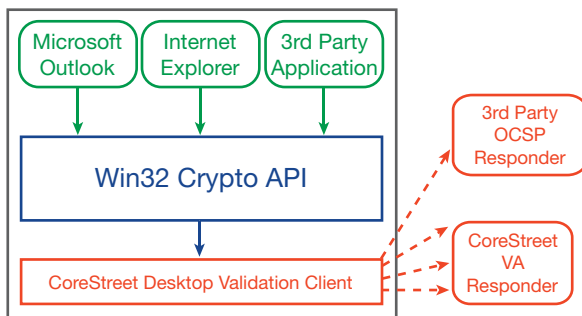 Microsoft
Outlook
Internet
Explorer
3rd Party
Application
Win32 Crypto API
CoreStreet Desktop Validation Client
3rd Party
OCSP
Responder
CoreStreet
VA
Responder